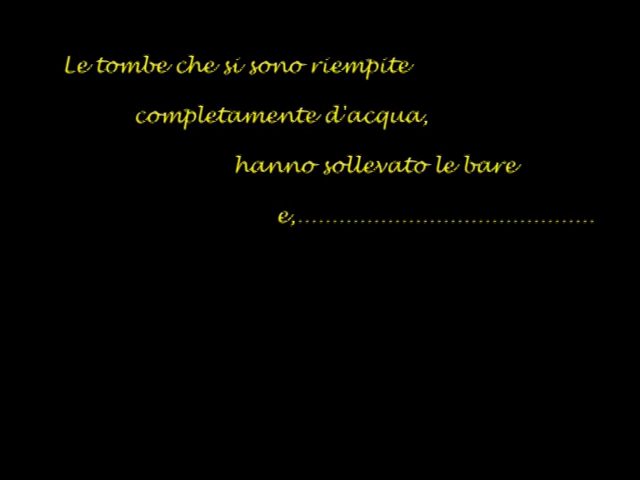 Le tombe che si sono riempite
completamente d'acqua,
hanno sollevato le bare
e,...........................................